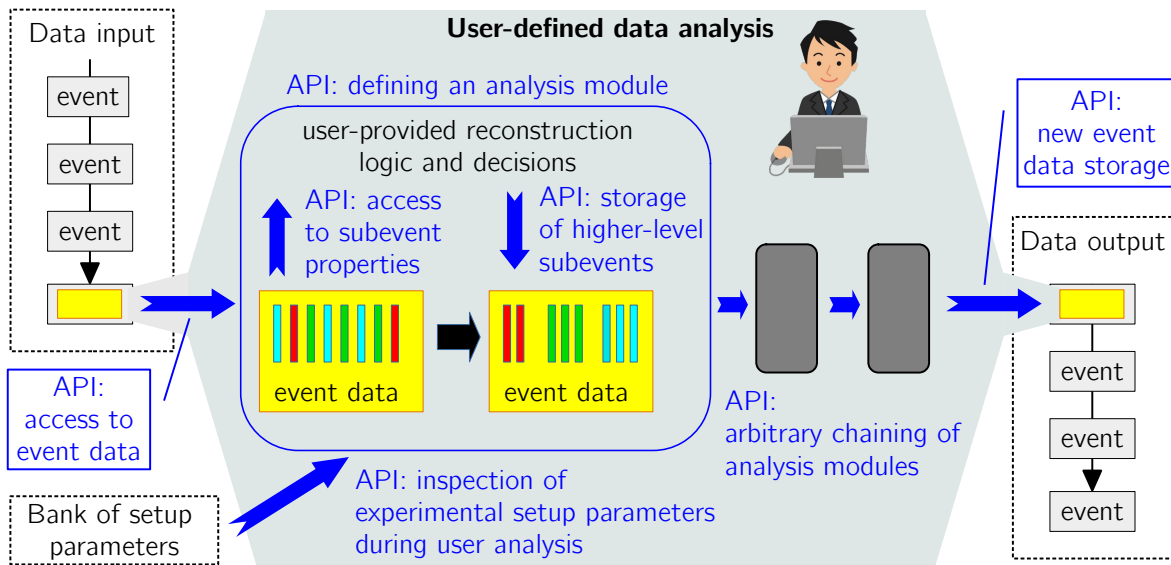 Data input
event
event
event
API:
access to
event data
Bank of setup
parameters
User-defined data analysis
API: defining an analysis module
user-provided reconstruction
logic and decisions
API: access
to subevent
properties
API: storage
of higher-level
subevents
event data
event data
API: inspection of
experimental setup parameters
during user analysis
API:
arbitrary chaining of
analysis modules
API:
new event
data storage
Data output
event
event
event